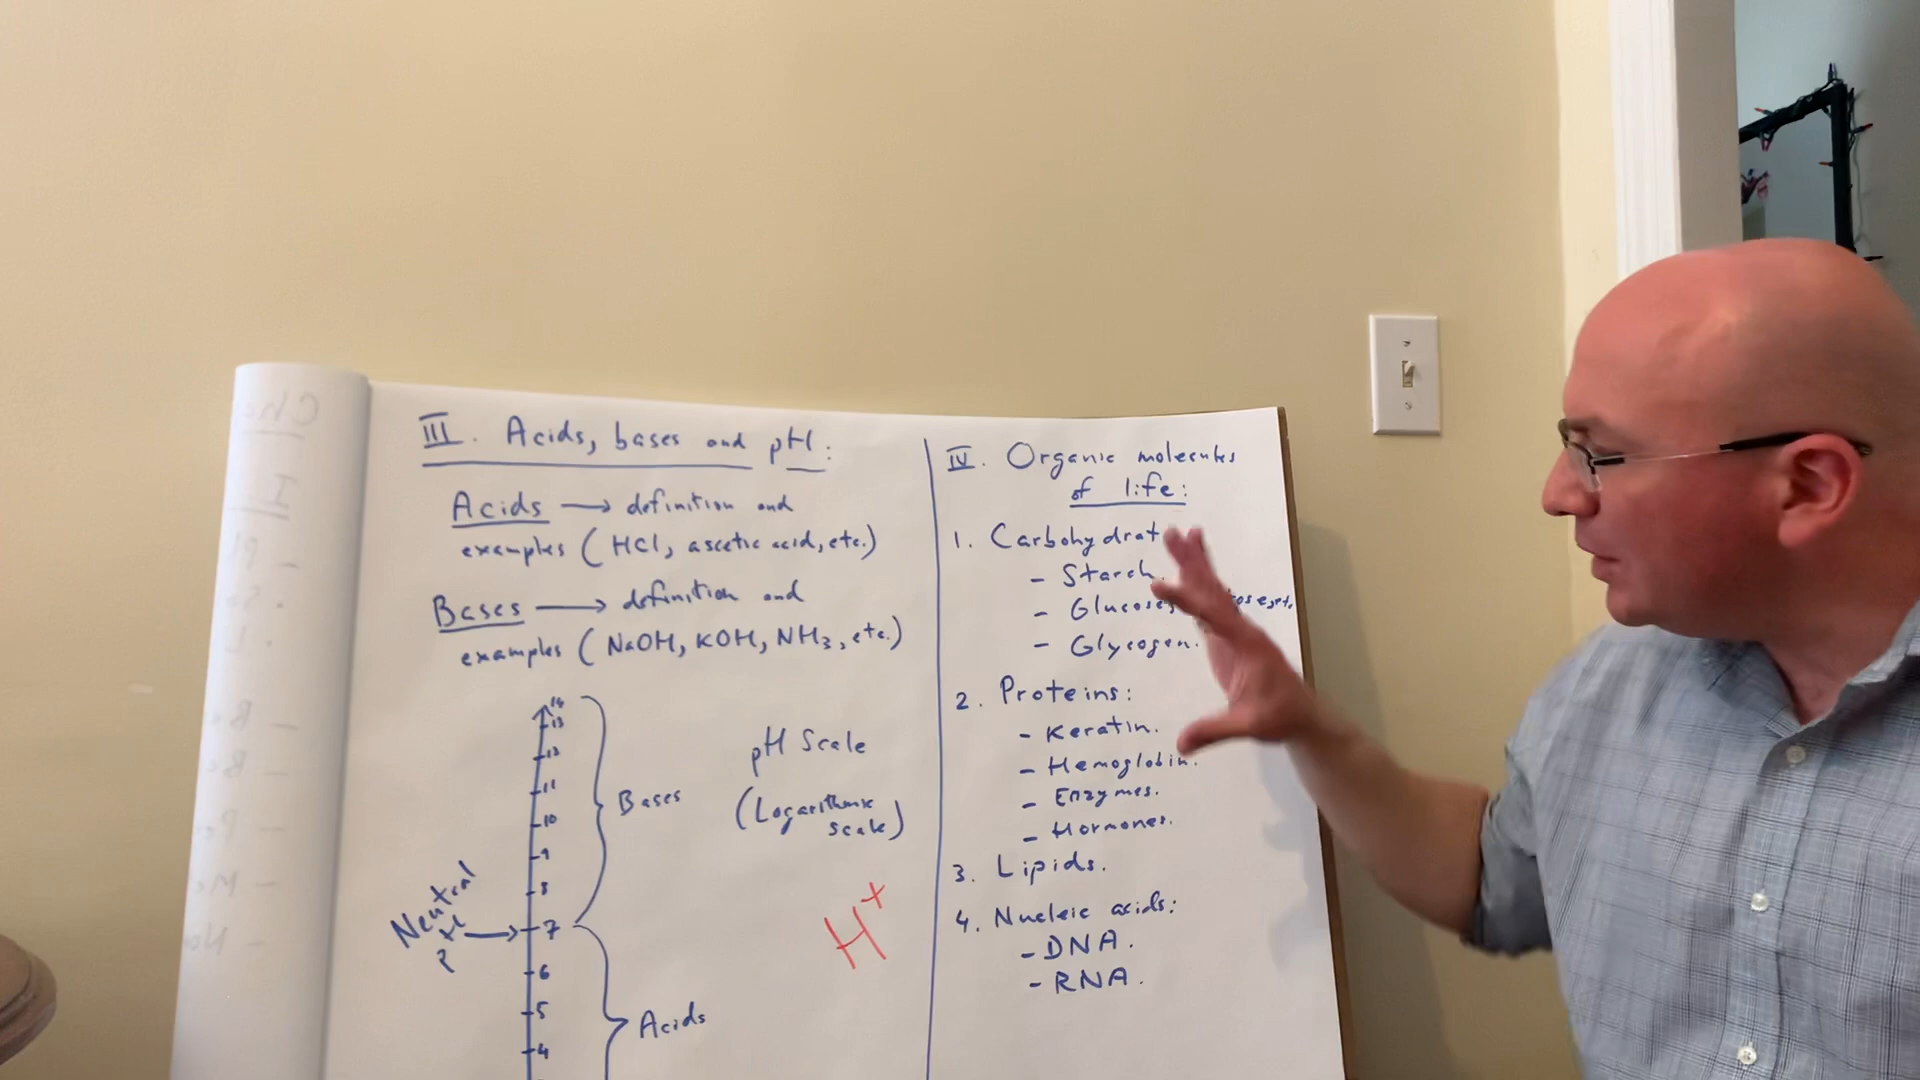 III. Acids, bases and pH:
Acids → definition and
examples (HCl, ascetic acid, etc.)
Bases → definition and
examples (NaOH, KOH, NH3, etc.)
14
13
12
11
10
9
8
7
6
5
4
Bases
Neutral
pH
Acids
pH Scale
(Logarithmic
scale)
H+
IV. Organic molecules
of life:
1. Carbohydrat
- Starch.
- Glucose
- Glycogen.
2. Proteins:
- Keratin.
- Hemoglobin.
- Enzymes.
- Hormones.
3. Lipids.
4. Nucleic acids:
- DNA.
- RNA.